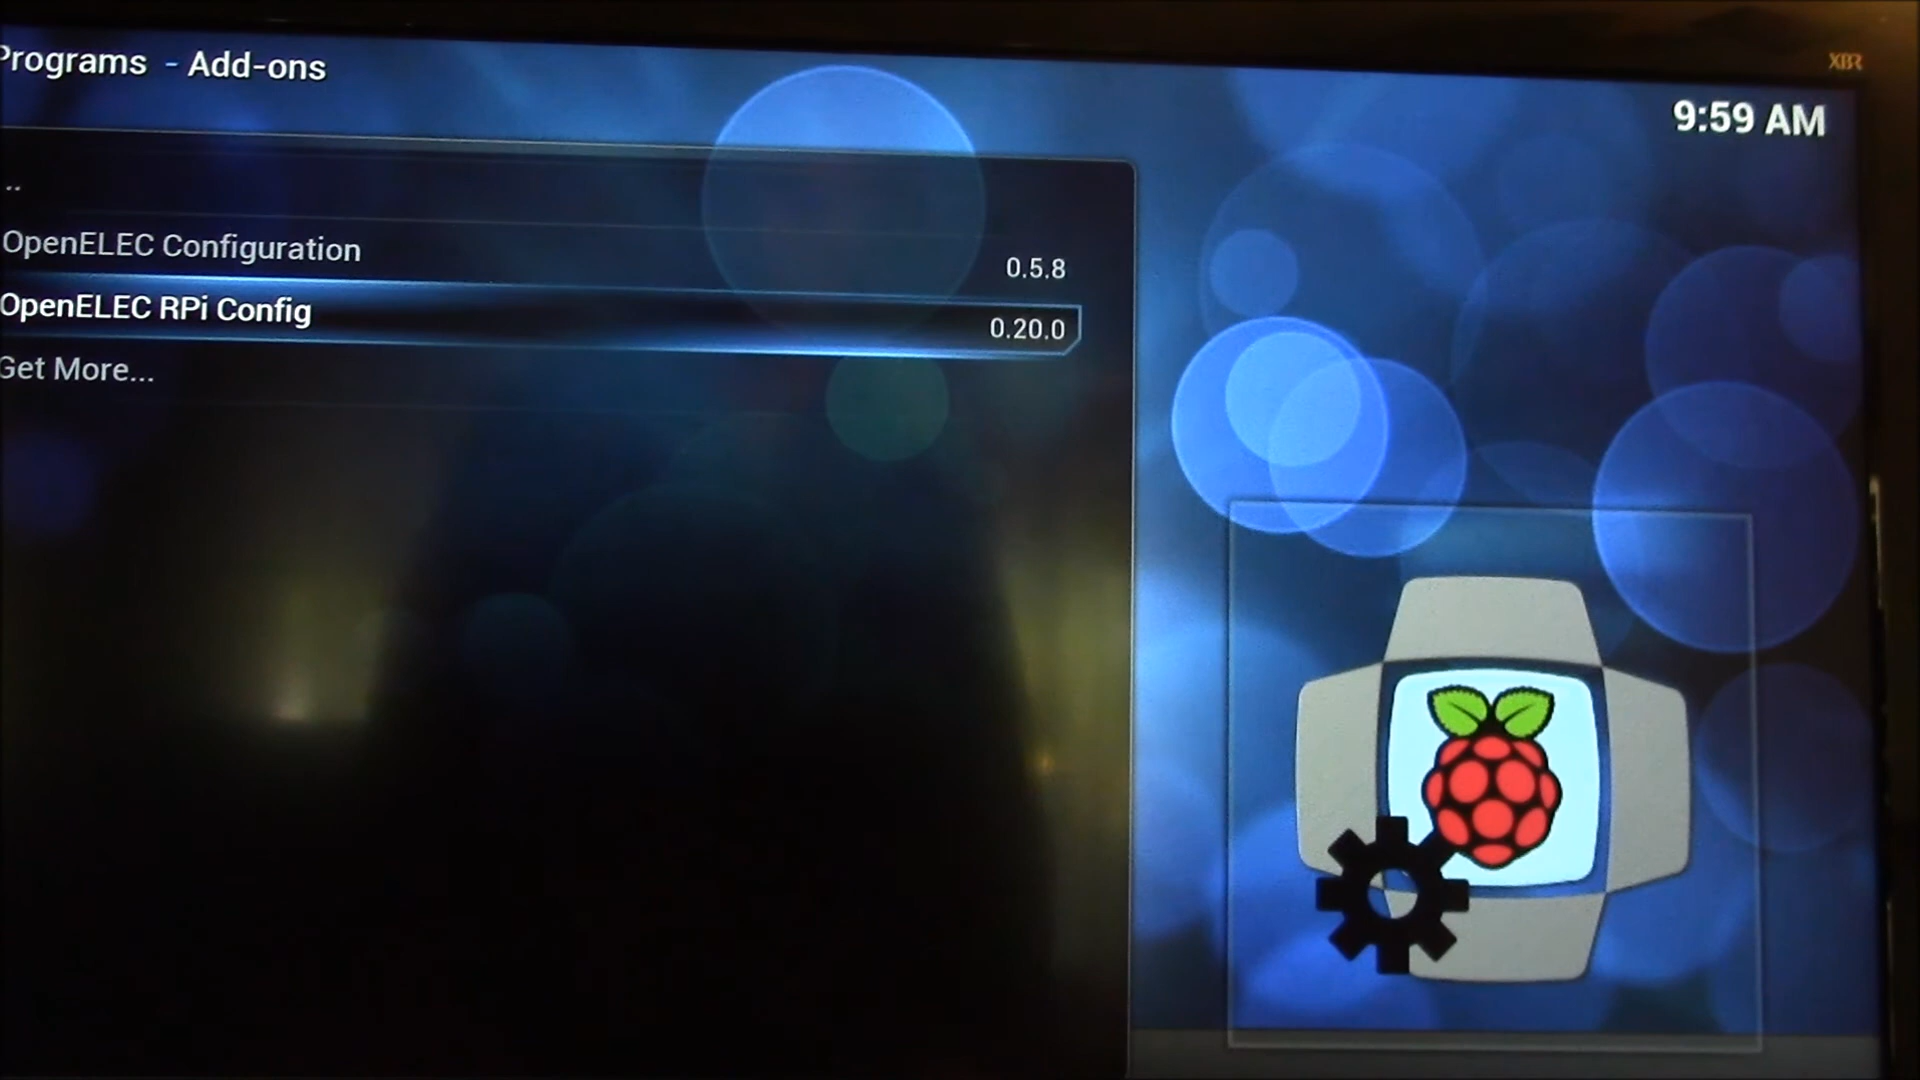 Programs - Add-ons
XBR
9:59 AM
..
OpenELEC Configuration 0.5.8
OpenELEC RPi Config 0.20.0
Get More...